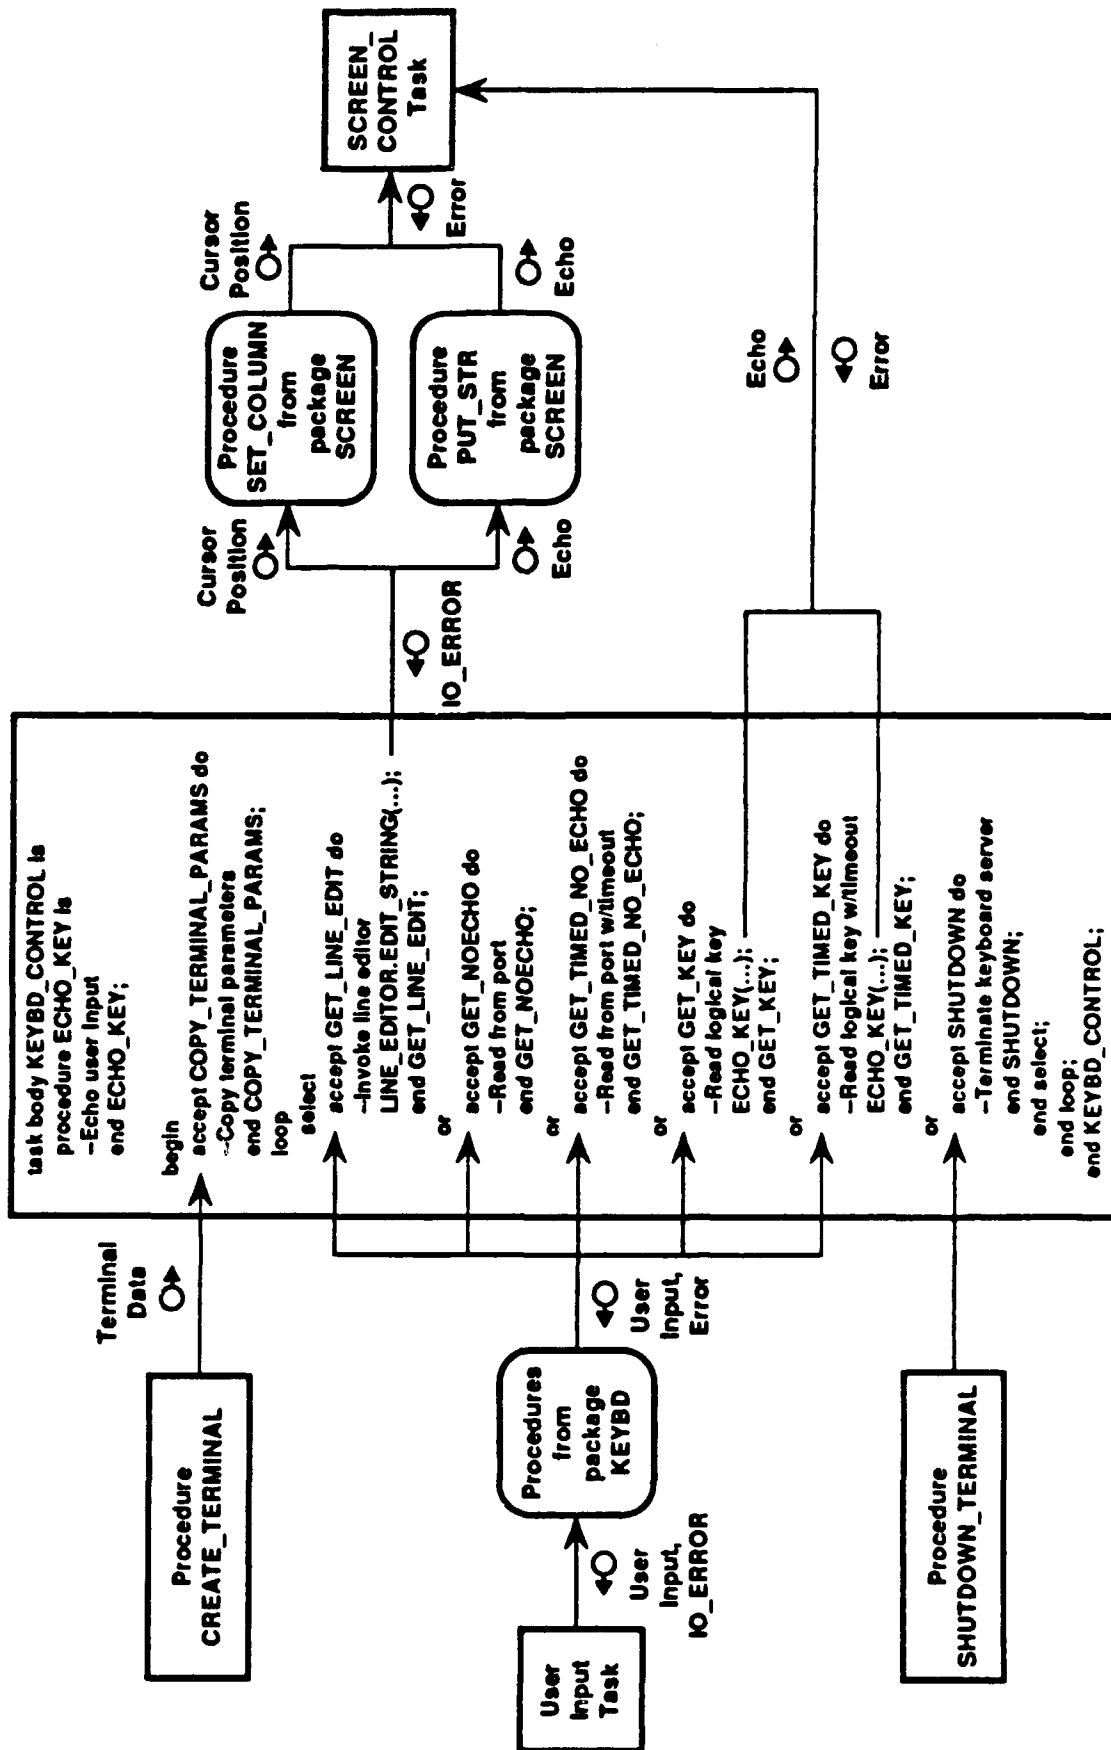 Procedure
CREATE_TERMINAL
Terminal
Data
User
Input
Task
User
Input,
IO_ERROR
Procedures
from
package
KEYBD
User
Input,
Error
Procedure
SHUTDOWN_TERMINAL
task body KEYBD_CONTROL is
procedure ECHO_KEY is
--Echo user input
end ECHO_KEY;
begin
accept COPY_TERMINAL_PARAMS do
--Copy terminal parameters
end COPY_TERMINAL_PARAMS;
loop
select
accept GET_LINE_EDIT do
--Invoke line editor
LINE_EDITOR.EDIT_STRING(...);
end GET_LINE_EDIT;
or
accept GET_NOECHO do
--Read from port
end GET_NOECHO;
or
accept GET_TIMED_NO_ECHO do
--Read from port w/timeout
end GET_TIMED_NO_ECHO;
or
accept GET_KEY do
--Read logical key
ECHO_KEY(...);
end GET_KEY;
or
accept GET_TIMED_KEY do
--Read logical key w/timeout
ECHO_KEY(...);
end GET_TIMED_KEY;
or
accept SHUTDOWN do
--Terminate keyboard server
end SHUTDOWN;
end select;
end loop;
end KEYBD_CONTROL;
IO_ERROR
Cursor
Position
Echo
Procedure
SET_COLUMN
from
package
SCREEN
Procedure
PUT_STR
from
package
SCREEN
Cursor
Position
Echo
Error
SCREEN_
CONTROL
Task
Echo
Error